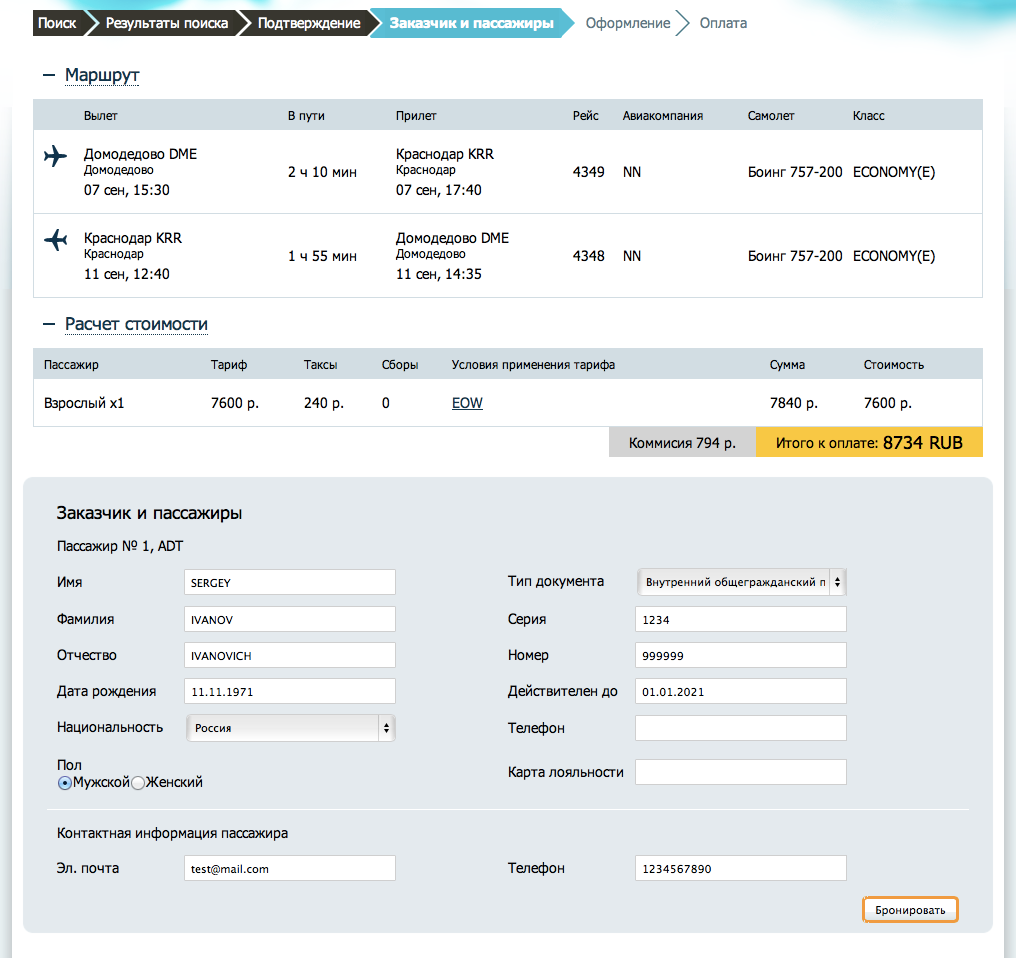 Поиск Результаты поиска Подтверждение Заказчик и пассажиры Оформление Оплата
— Маршрут
Вылет В пути Прилет Рейс Авиакомпания Самолет Класс
Домодедово DME Краснодар KRR
Домодедово 2 ч 10 мин Краснодар 4349 NN Боинг 757-200 ECONOMY(E)
07 сен, 15:30 07 сен, 17:40
Краснодар KRR Домодедово DME
Краснодар 1 ч 55 мин Домодедово 4348 NN Боинг 757-200 ECONOMY(E)
11 сен, 12:40 11 сен, 14:35
— Расчет стоимости
Пассажир Тариф Таксы Сборы Условия применения тарифа Сумма Стоимость
Взрослый x1 7600 р. 240 р. 0 EOW 7840 р. 7600 р.
Коммисия 794 р. Итого к оплате: 8734 RUB
Заказчик и пассажиры
Пассажир № 1, ADT
Имя SERGEY Тип документа Внутренний общегражданский п
Фамилия IVANOV Серия 1234
Отчество IVANOVICH Номер 999999
Дата рождения 11.11.1971 Действителен до 01.01.2021
Национальность Россия Телефон
Пол
Мужской Женский Карта лояльности
Контактная информация пассажира
Эл. почта test@mail.com Телефон 1234567890
Бронировать